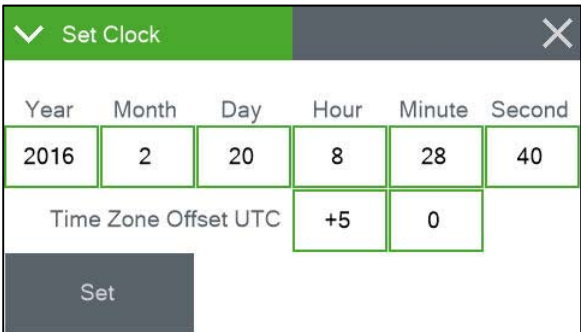 Set Clock
Year Month Day Hour Minute Second
2016 2 20 8 28 40
Time Zone Offset UTC +5 0
Set